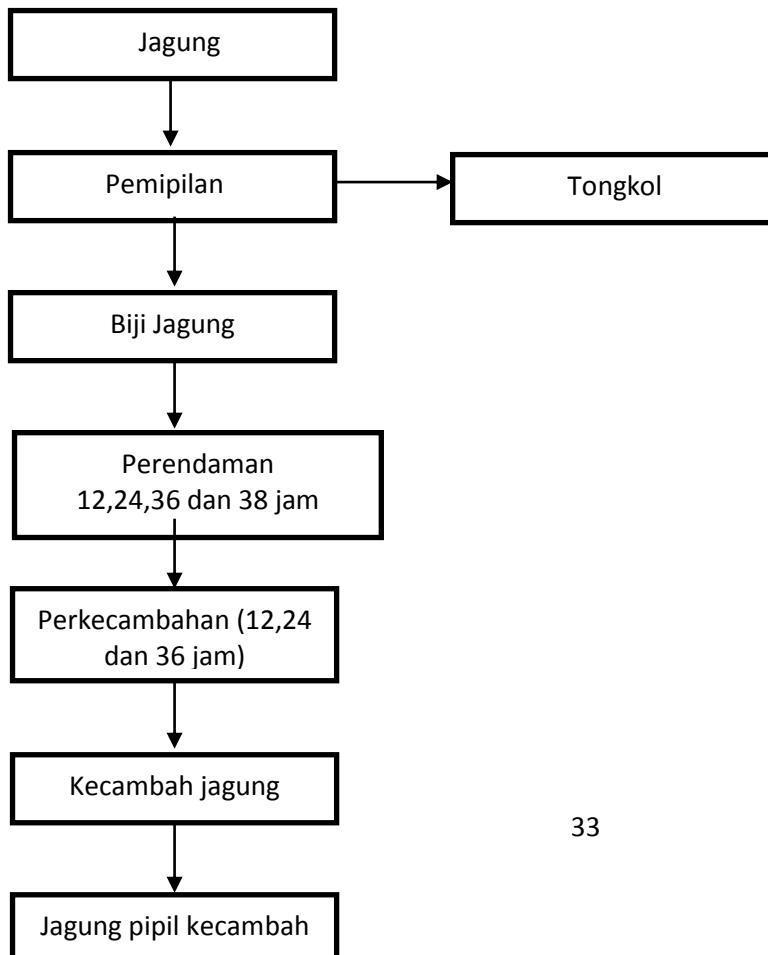 Jagung
Pemipilan
Tongkol
Biji Jagung
Perendaman
12,24,36 dan 38 jam
Perkecambahan (12,24
dan 36 jam)
Kecambah jagung
33
Jagung pipil kecambah